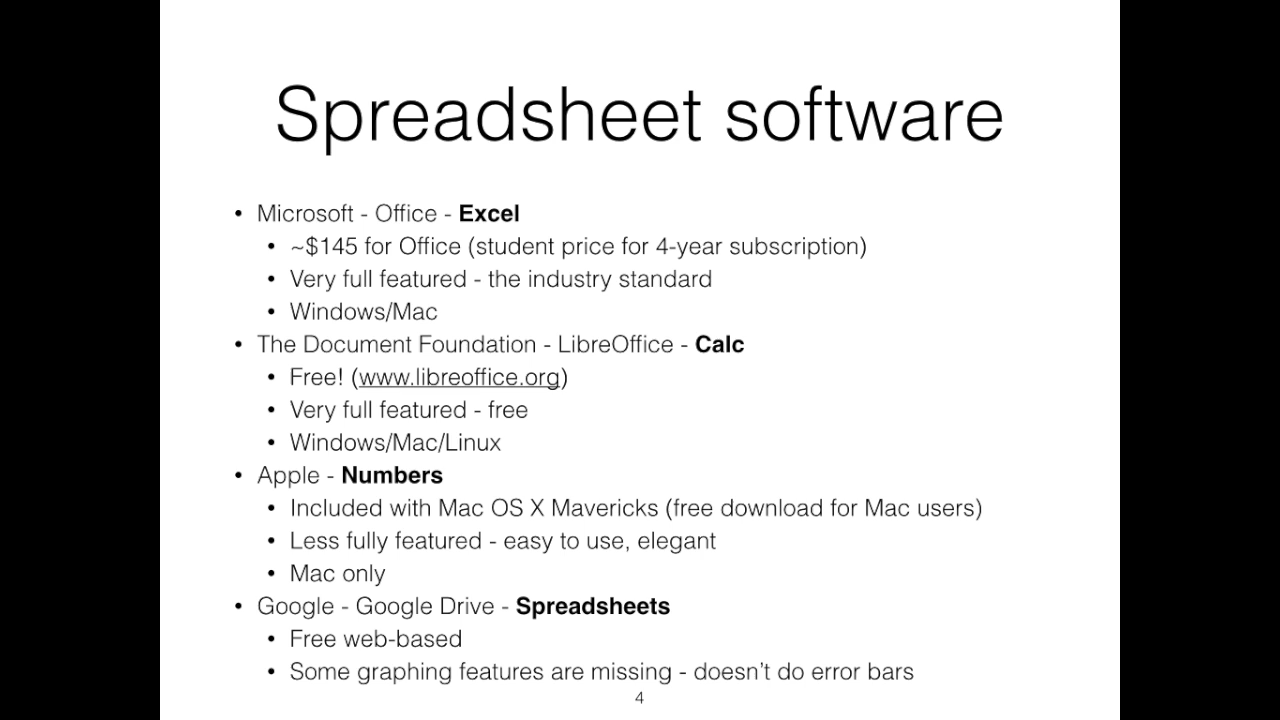 Spreadsheet software
• Microsoft - Office - Excel
• ~$145 for Office (student price for 4-year subscription)
• Very full featured - the industry standard
• Windows/Mac
• The Document Foundation - LibreOffice - Calc
• Free! (www.libreoffice.org)
• Very full featured - free
• Windows/Mac/Linux
• Apple - Numbers
• Included with Mac OS X Mavericks (free download for Mac users)
• Less fully featured - easy to use, elegant
• Mac only
• Google - Google Drive - Spreadsheets
• Free web-based
• Some graphing features are missing - doesn’t do error bars
4